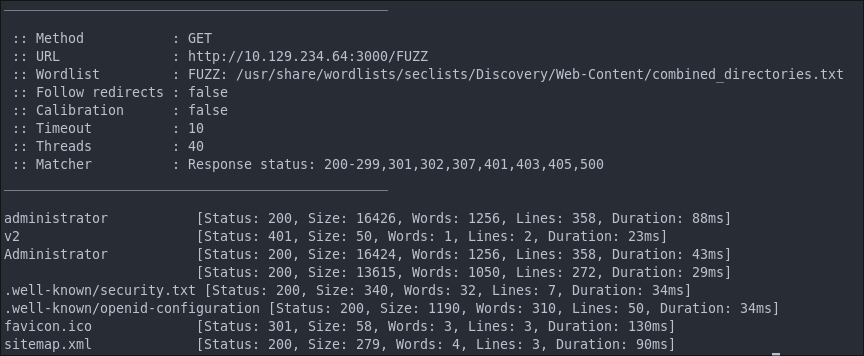 ________________________________________________
:: Method           : GET
:: URL              : http://10.129.234.64:3000/FUZZ
:: Wordlist         : FUZZ: /usr/share/wordlists/seclists/Discovery/Web-Content/combined_directories.txt
:: Follow redirects : false
:: Calibration      : false
:: Timeout          : 10
:: Threads          : 40
:: Matcher          : Response status: 200-299,301,302,307,401,403,405,500
________________________________________________
administrator           [Status: 200, Size: 16426, Words: 1256, Lines: 358, Duration: 88ms]
v2                      [Status: 401, Size: 50, Words: 1, Lines: 2, Duration: 23ms]
Administrator           [Status: 200, Size: 16424, Words: 1256, Lines: 358, Duration: 43ms]
[Status: 200, Size: 13615, Words: 1050, Lines: 272, Duration: 29ms]
.well-known/security.txt [Status: 200, Size: 340, Words: 32, Lines: 7, Duration: 34ms]
.well-known/openid-configuration [Status: 200, Size: 1190, Words: 310, Lines: 50, Duration: 34ms]
favicon.ico             [Status: 301, Size: 58, Words: 3, Lines: 3, Duration: 130ms]
sitemap.xml             [Status: 200, Size: 279, Words: 4, Lines: 3, Duration: 90ms]